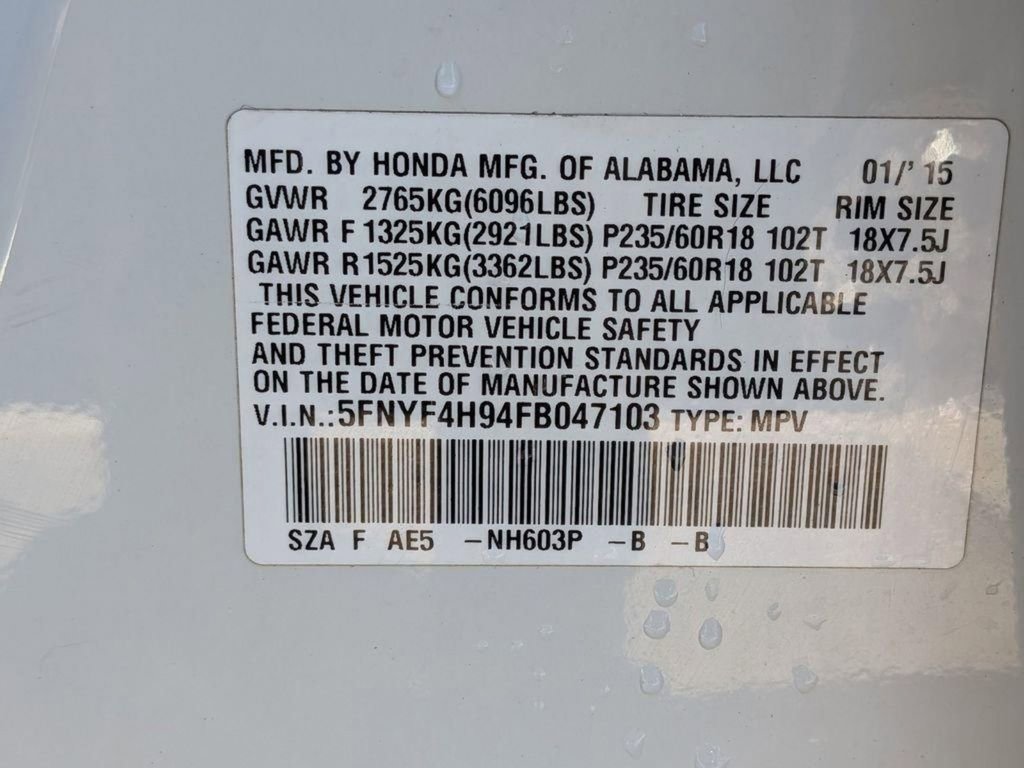 MFD. BY HONDA MFG. OF ALABAMA, LLC 01/'15
GVWR 2765KG(6096LBS) TIRE SIZE RIM SIZE
GAWR F 1325KG(2921LBS) P235/60R18 102T 18X7.5J
GAWR R1525KG(3362LBS) P235/60R18 102T 18X7.5J
THIS VEHICLE CONFORMS TO ALL APPLICABLE
FEDERAL MOTOR VEHICLE SAFETY
AND THEFT PREVENTION STANDARDS IN EFFECT
ON THE DATE OF MANUFACTURE SHOWN ABOVE.
V.I.N.:5FNYF4H94FB047103 TYPE: MPV
SZA F AE5 -NH603P -B -B